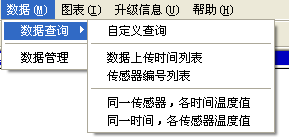 数据(M) 图表(I) 升级信息(U) 帮助(H)
数据查询
数据管理
自定义查询
数据上传时间列表
传感器编号列表
同一传感器，各时间温度值
同一时间，各传感器温度值